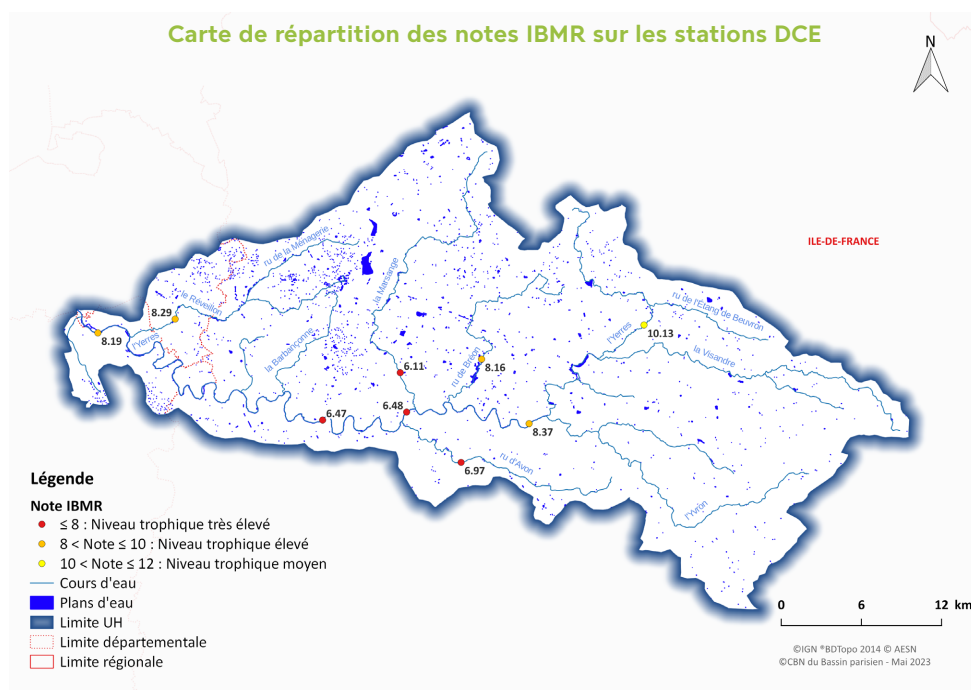 Carte de répartition des notes IBMR sur les stations DCE
N
ILE-DE-FRANCE
ru de la Ménagerie
le Réveillon
8.29
8.19
l'Yerres
la Marsange
la Barbançonne
ru de l'Etang de Beuvron
l'Yerres
10.13
la Visandre
6.11
ru de Bréon
8.16
6.47
6.48
8.37
6.97
ru d'Avon
l'Yvron
Légende
Note IBMR
≤ 8 : Niveau trophique très élevé
8 < Note ≤ 10 : Niveau trophique élevé
10 < Note ≤ 12 : Niveau trophique moyen
Cours d'eau
Plans d'eau
Limite UH
Limite départementale
Limite régionale
0 6 12 km
©IGN ®BDTopo 2014 © AESN
©CBN du Bassin parisien - Mai 2023